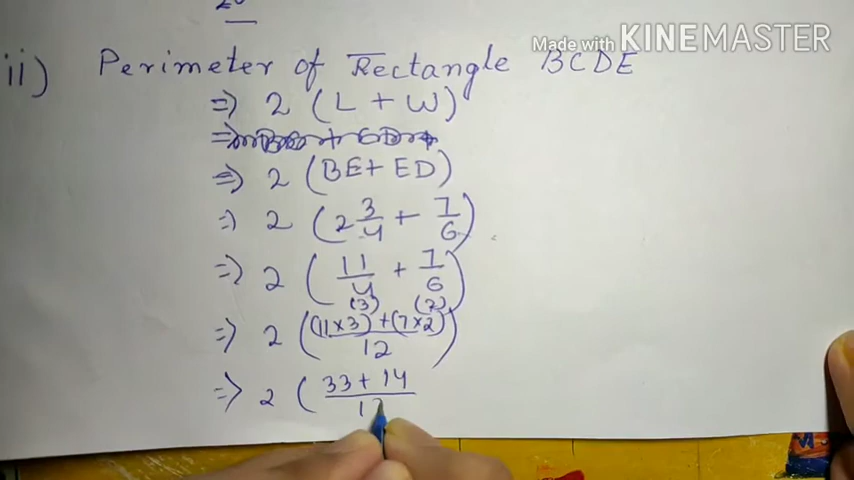 Made with KINEMASTER
ii) Perimeter of Rectangle BCDE
=> 2 (L + W)
=> 2 (BE + ED)
=> 2 (2 3/4 + 7/6)
=> 2 (11/4 + 7/6)
(3) (2)
=> 2 ((11×3) + (7×2) / 12)
=> 2 (33 + 14 / 12